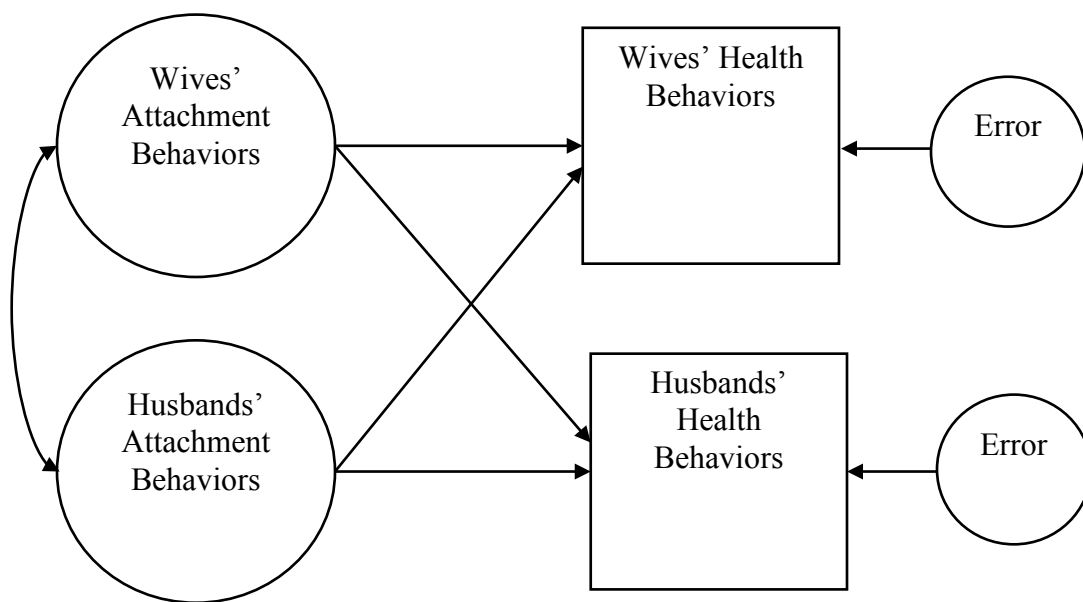 Wives’
Attachment
Behaviors
Wives’ Health
Behaviors
Error
Husbands’
Attachment
Behaviors
Husbands’
Health
Behaviors
Error